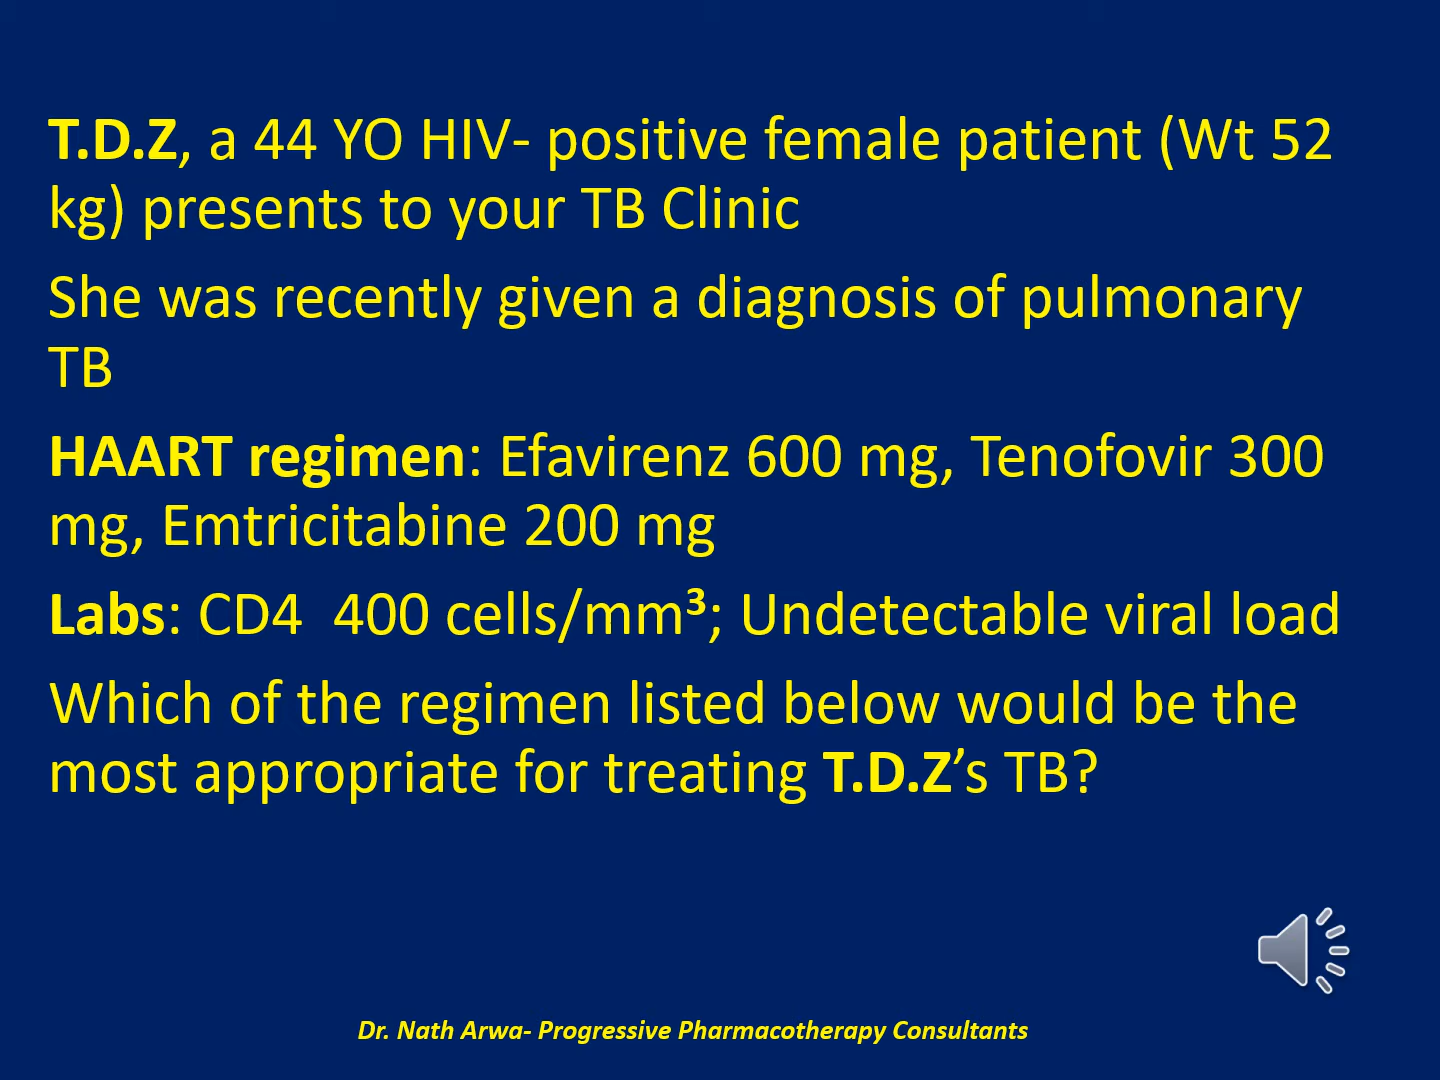 T.D.Z, a 44 YO HIV- positive female patient (Wt 52
kg) presents to your TB Clinic
She was recently given a diagnosis of pulmonary
TB
HAART regimen: Efavirenz 600 mg, Tenofovir 300
mg, Emtricitabine 200 mg
Labs: CD4  400 cells/mm³; Undetectable viral load
Which of the regimen listed below would be the
most appropriate for treating T.D.Z’s TB?
Dr. Nath Arwa- Progressive Pharmacotherapy Consultants